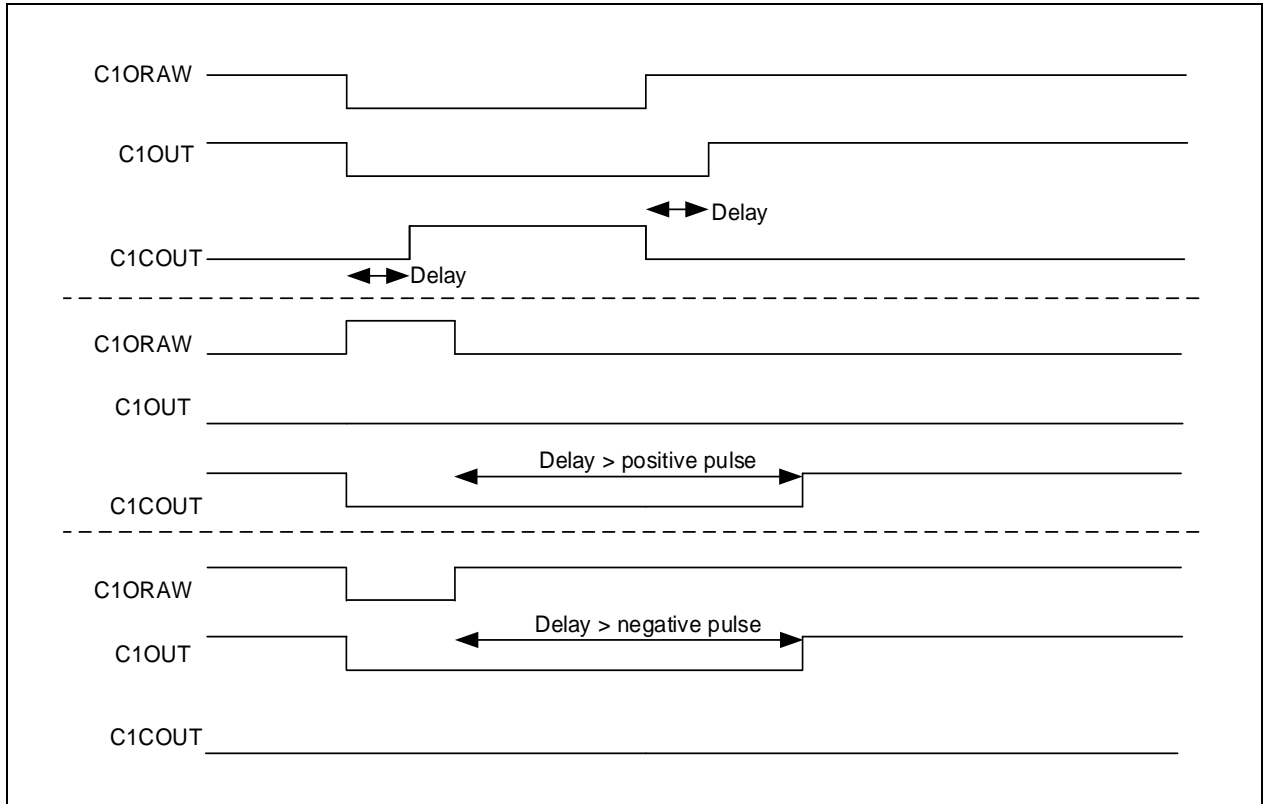 C1ORAW
C1OUT
Delay
C1COUT
Delay
C1ORAW
C1OUT
Delay > positive pulse
C1COUT
C1ORAW
Delay > negative pulse
C1OUT
C1COUT